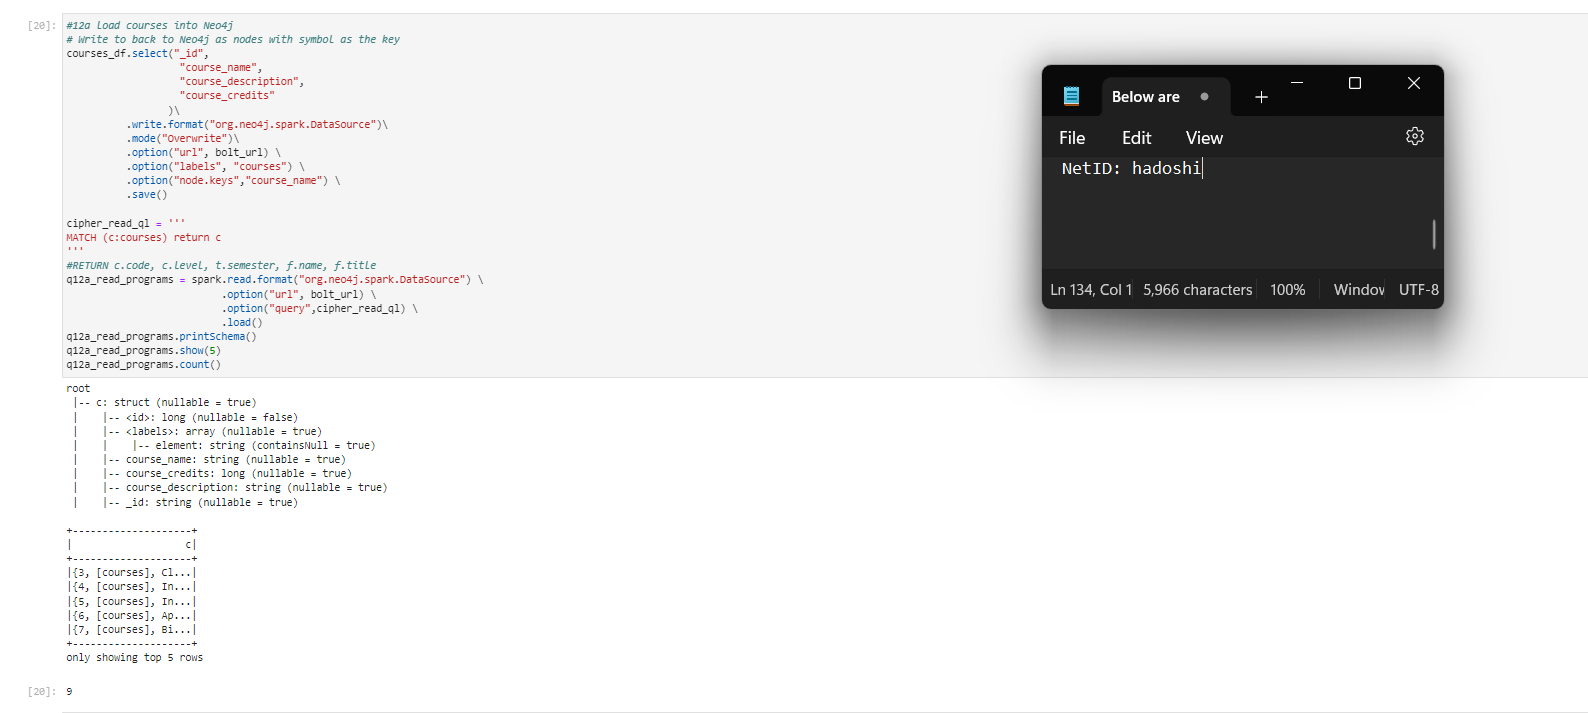 [20]: #12a Load courses into Neo4j
# Write to back to Neo4j as nodes with symbol as the key
courses_df.select("_id",
                   "course_name",
                   "course_description",
                   "course_credits"
                 )\
          .write.format("org.neo4j.spark.DataSource")\
          .mode("Overwrite")\
          .option("url", bolt_url) \
          .option("labels", "courses") \
          .option("node.keys","course_name") \
          .save()
cipher_read_ql = '''
MATCH (c:courses) return c
'''
#RETURN c.code, c.level, t.semester, f.name, f.title
q12a_read_programs = spark.read.format("org.neo4j.spark.DataSource") \
                          .option("url", bolt_url) \
                          .option("query",cipher_read_ql) \
                          .load()
q12a_read_programs.printSchema()
q12a_read_programs.show(5)
q12a_read_programs.count()
root
 |-- c: struct (nullable = true)
 |    |-- <id>: long (nullable = false)
 |    |-- <labels>: array (nullable = true)
 |    |    |-- element: string (containsNull = true)
 |    |-- course_name: string (nullable = true)
 |    |-- course_credits: long (nullable = true)
 |    |-- course_description: string (nullable = true)
 |    |-- _id: string (nullable = true)
+--------------------+
|                   c|
+--------------------+
|{3, [courses], Cl...|
|{4, [courses], In...|
|{5, [courses], In...|
|{6, [courses], Ap...|
|{7, [courses], Bi...|
+--------------------+
only showing top 5 rows
[20]: 9
Below are
File Edit View
NetID: hadoshi
Ln 134, Col 1 5,966 characters 100% Window UTF-8